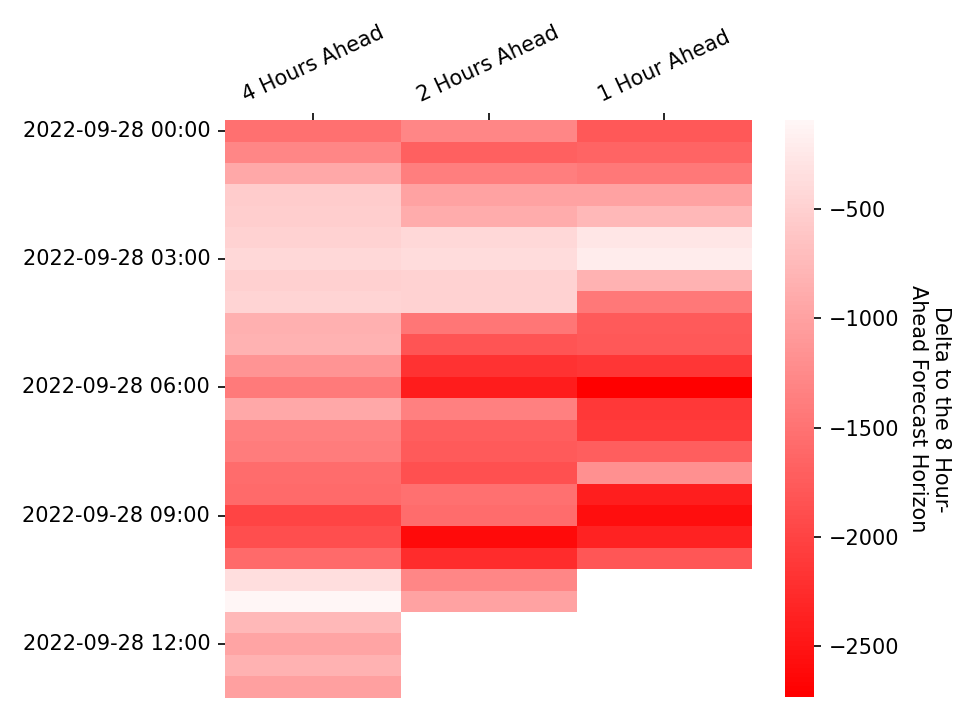 4 Hours Ahead
2 Hours Ahead
1 Hour Ahead
2022-09-28 00:00
2022-09-28 03:00
2022-09-28 06:00
2022-09-28 09:00
2022-09-28 12:00
−500
−1000
−1500
−2000
−2500
Delta to the 8 Hour-
Ahead Forecast Horizon